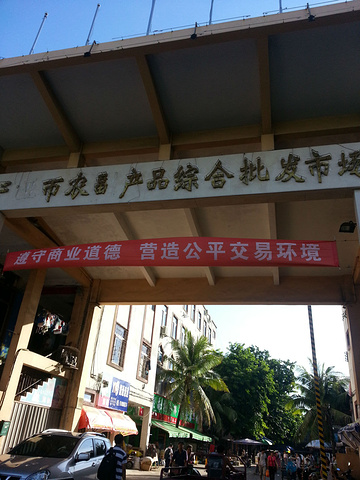 市农畜产品综合批发市场
遵守商业道德 营造公平交易环境